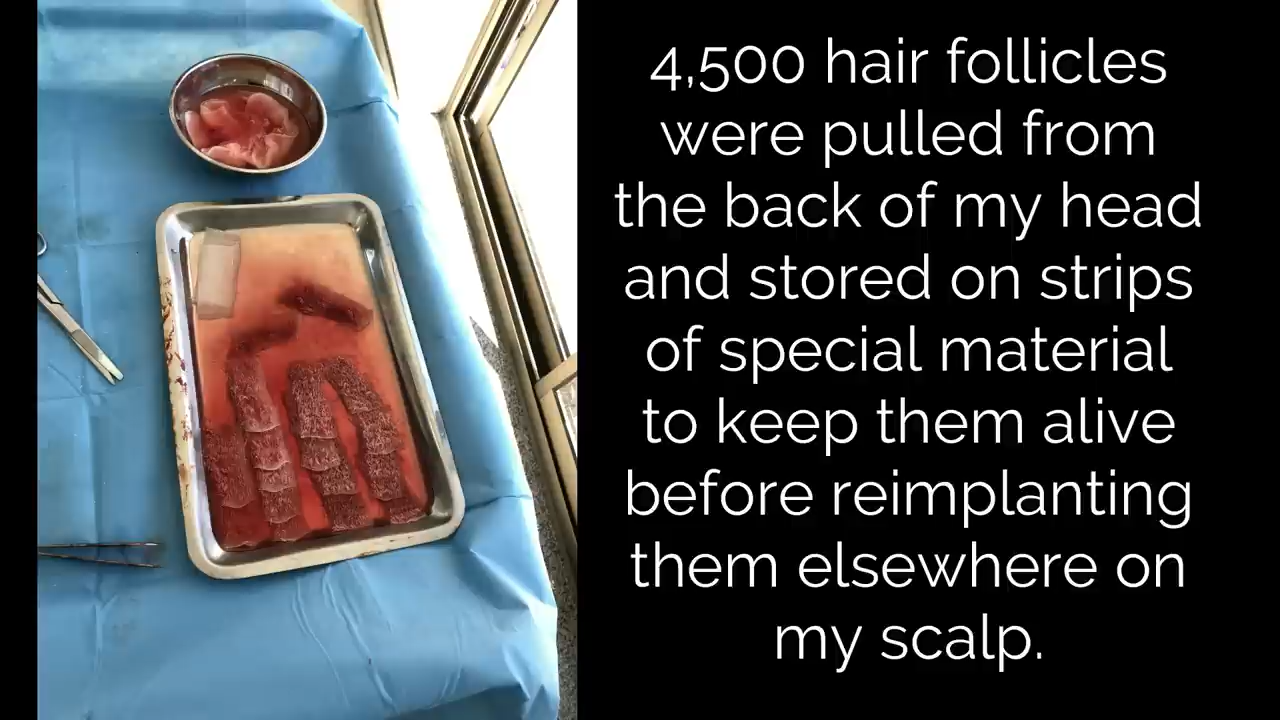 4,500 hair follicles
were pulled from
the back of my head
and stored on strips
of special material
to keep them alive
before reimplanting
them elsewhere on
my scalp.